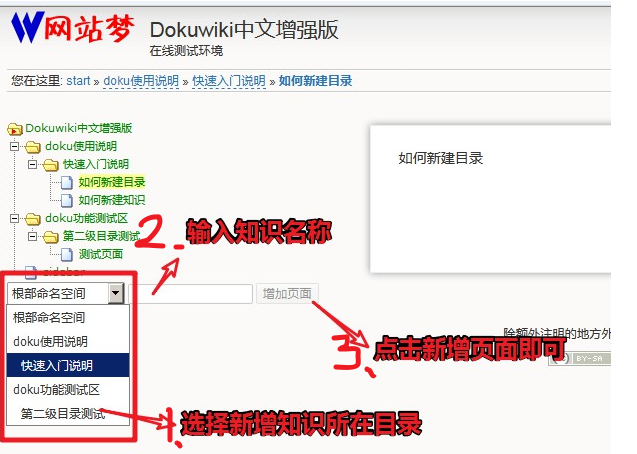 W网站梦
Dokuwiki中文增强版
在线测试环境
您在这里: start » doku使用说明 » 快速入门说明 » 如何新建目录
Dokuwiki中文增强版
doku使用说明
快速入门说明
如何新建目录
如何新建知识
doku功能测试区
第二级目录测试
测试页面
sidebar
如何新建目录
2.输入知识名称
根部命名空间
增加页面
根部命名空间
doku使用说明
快速入门说明
doku功能测试区
第二级目录测试
除额外注明的地方外
3.点击新增页面即可
BY-SA
1.选择新增知识所在目录